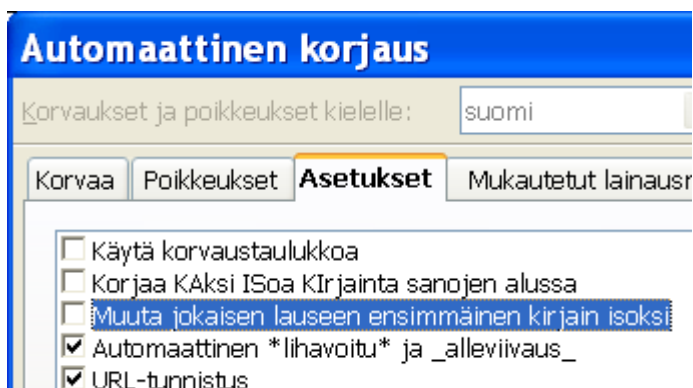 Automaattinen korjaus
Korvaukset ja poikkeukset kielelle: suomi
Korvaa Poikkeukset Asetukset Mukautetut
Käytä korvaustaulukkoa
Korjaa KAksi ISoa KIrjainta sanojen alussa
Muuta jokaisen lauseen ensimmäinen kirjain isoksi
Automaattinen *lihavoitu* ja _alleviivaus_
URL-tunnistus